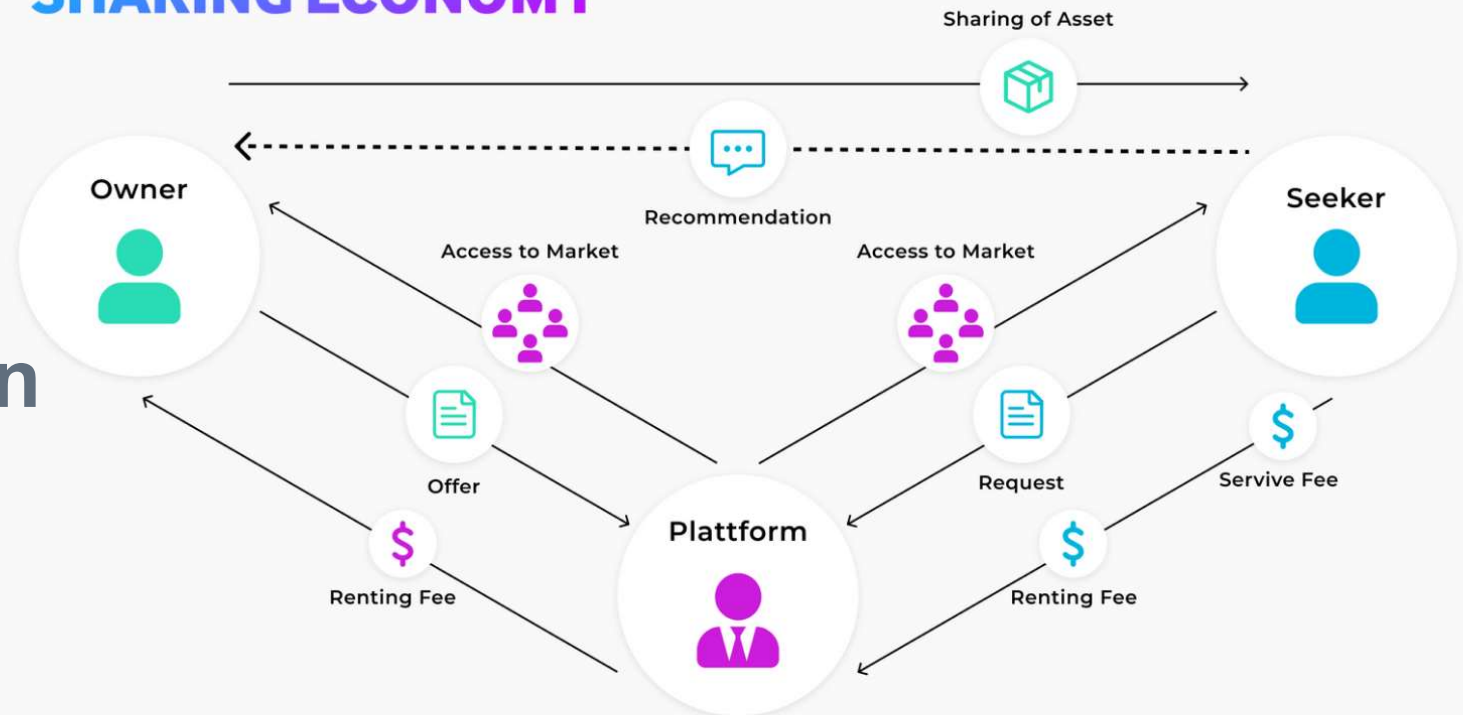 SHARING ECONOMY
Sharing of Asset
Recommendation
Owner
Seeker
Access to Market
Access to Market
n
Offer
Request
Servive Fee
Plattform
Renting Fee
Renting Fee